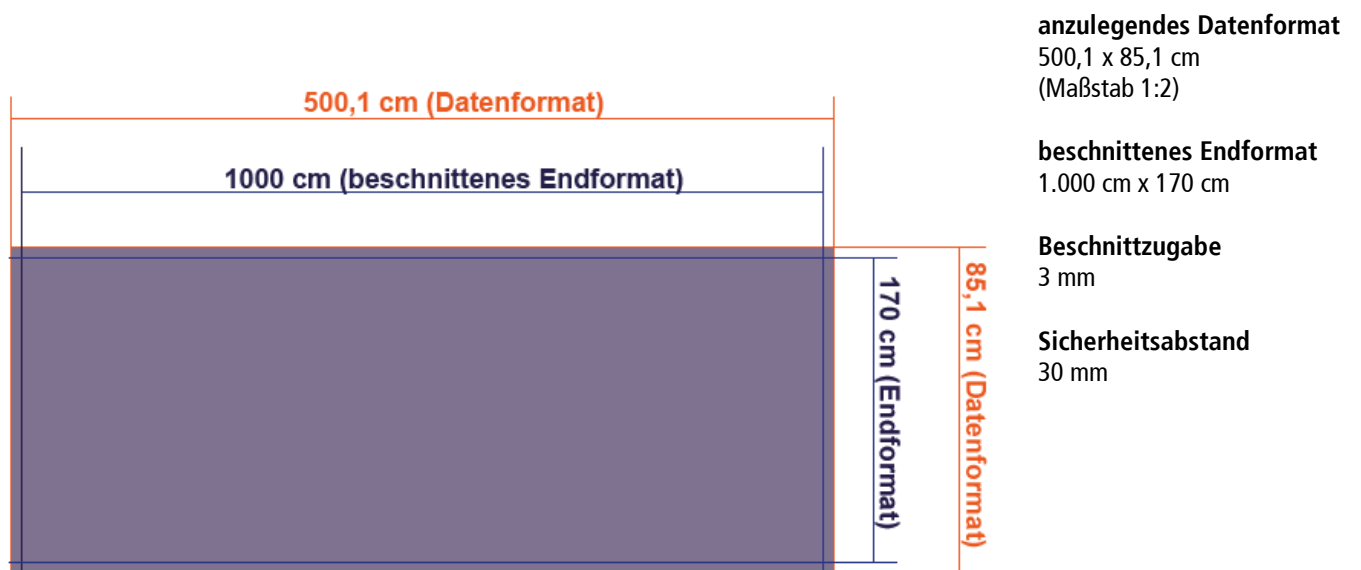 500,1 cm (Datenformat)
1000 cm (beschnittenes Endformat)
170 cm (Endformat)
85,1 cm (Datenformat)
anzulegendes Datenformat
500,1 x 85,1 cm
(Maßstab 1:2)
beschnittenes Endformat
1.000 cm x 170 cm
Beschnittzugabe
3 mm
Sicherheitsabstand
30 mm